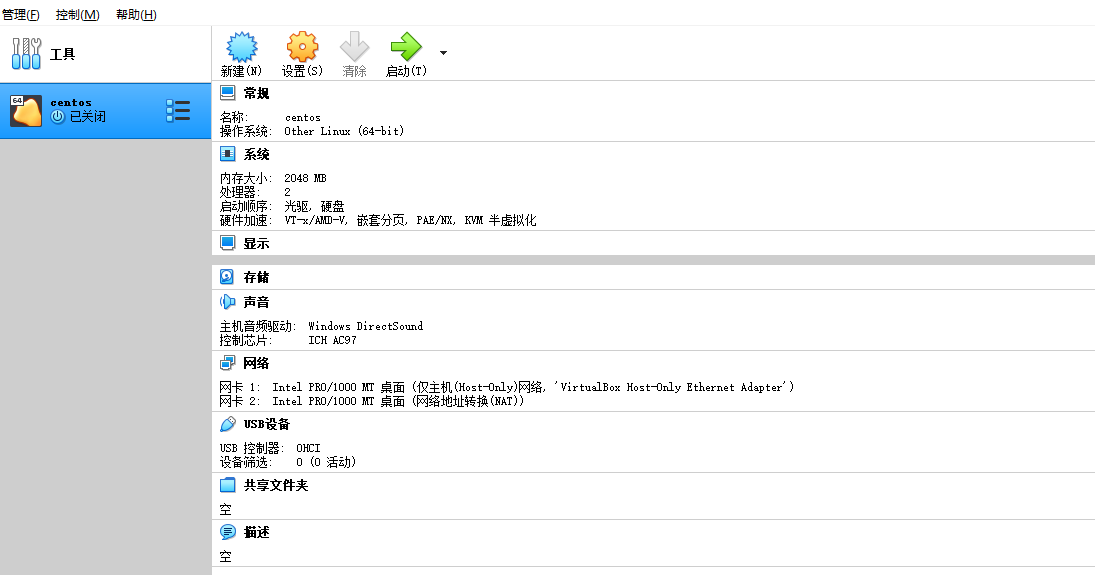 管理(F) 控制(M) 帮助(H)
工具
新建(N) 设置(S) 清除 启动(T)
64
centos
已关闭
常规
名称: centos
操作系统: Other Linux (64-bit)
系统
内存大小: 2048 MB
处理器: 2
启动顺序: 光驱, 硬盘
硬件加速: VT-x/AMD-V, 嵌套分页, PAE/NX, KVM 半虚拟化
显示
存储
声音
主机音频驱动: Windows DirectSound
控制芯片: ICH AC97
网络
网卡 1: Intel PRO/1000 MT 桌面 (仅主机(Host-Only)网络, 'VirtualBox Host-Only Ethernet Adapter')
网卡 2: Intel PRO/1000 MT 桌面 (网络地址转换(NAT))
USB设备
USB 控制器: OHCI
设备筛选: 0 (0 活动)
共享文件夹
空
描述
空